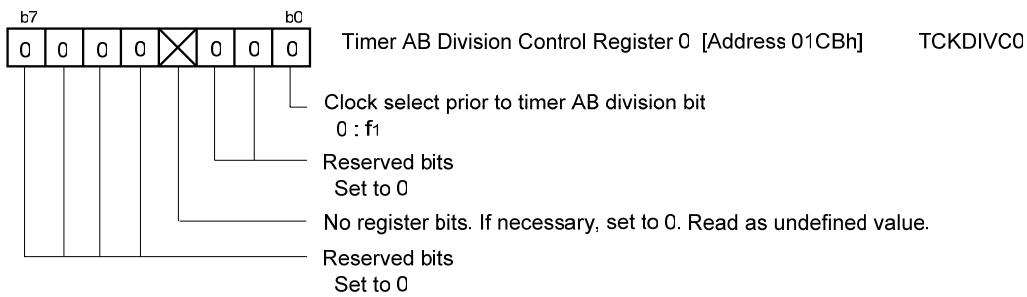 b7 b0
0 0 0 0 0 0 0 Timer AB Division Control Register 0 [Address 01CBh] TCKDIVC0
Clock select prior to timer AB division bit
0 : f1
Reserved bits
Set to 0
No register bits. If necessary, set to 0. Read as undefined value.
Reserved bits
Set to 0